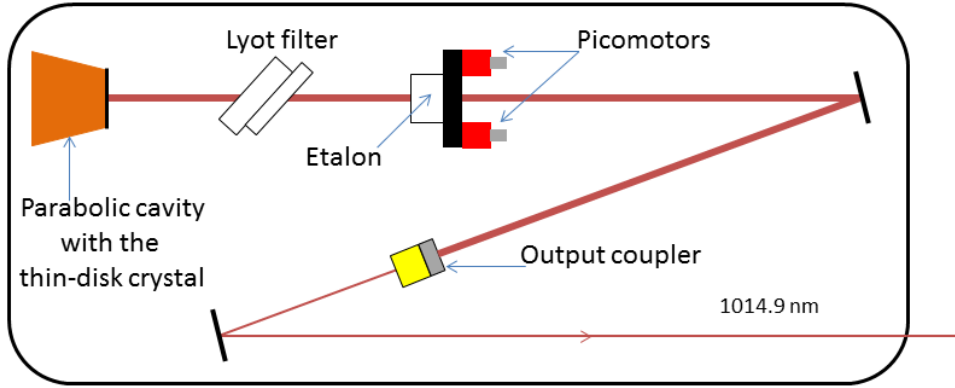 Lyot filter
Picomotors
Etalon
Parabolic cavity
with the
thin-disk crystal
Output coupler
1014.9 nm